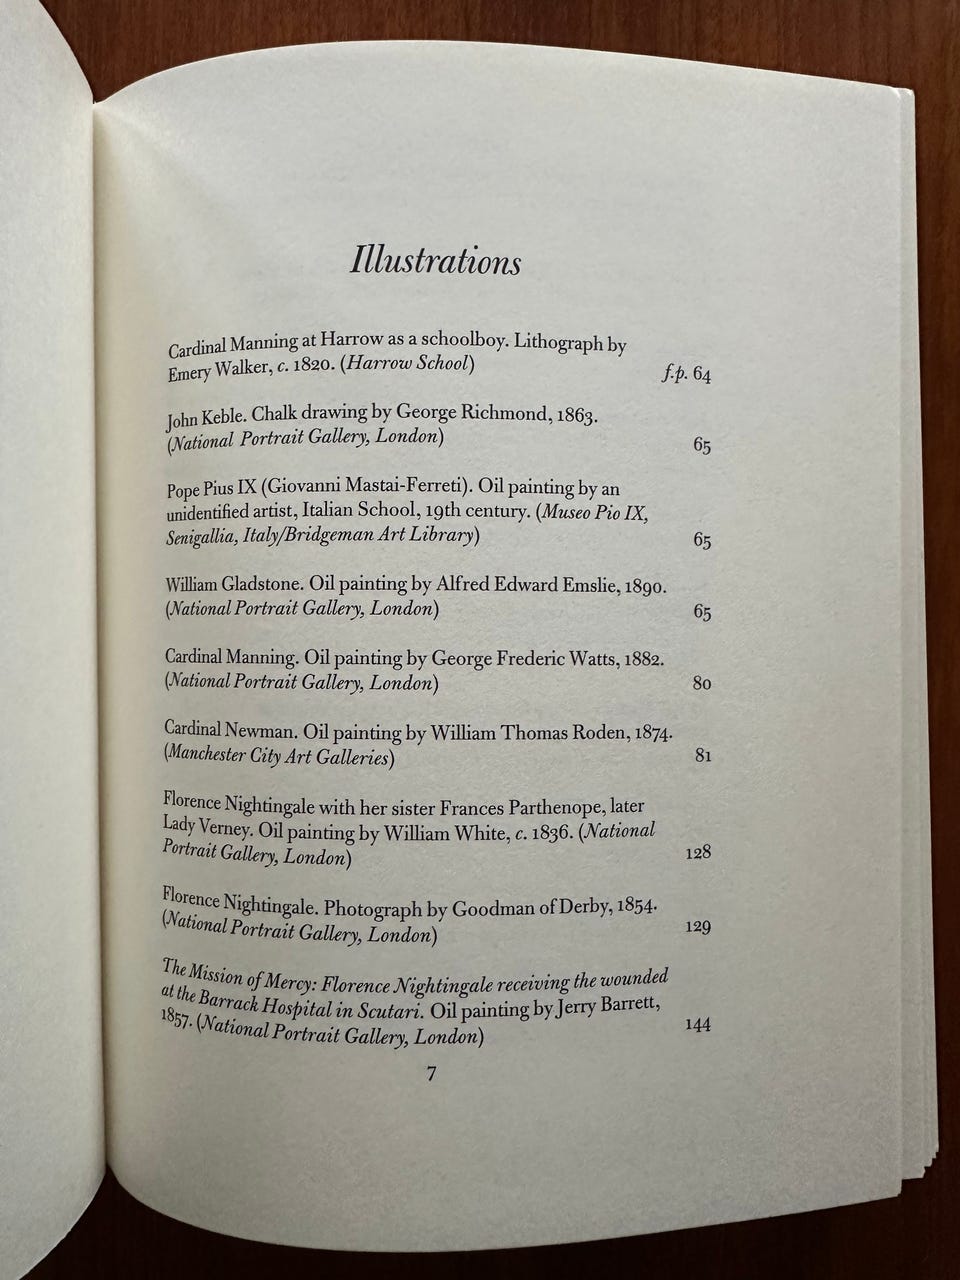 Illustrations
Cardinal Manning at Harrow as a schoolboy. Lithograph by
Emery Walker, c. 1820. (Harrow School) f.p. 64
John Keble. Chalk drawing by George Richmond, 1863.
(National Portrait Gallery, London) 65
Pope Pius IX (Giovanni Mastai-Ferreti). Oil painting by an
unidentified artist, Italian School, 19th century. (Museo Pio IX,
Senigallia, Italy/Bridgeman Art Library) 65
William Gladstone. Oil painting by Alfred Edward Emslie, 1890.
(National Portrait Gallery, London) 65
Cardinal Manning. Oil painting by George Frederic Watts, 1882.
(National Portrait Gallery, London) 80
Cardinal Newman. Oil painting by William Thomas Roden, 1874.
(Manchester City Art Galleries) 81
Florence Nightingale with her sister Frances Parthenope, later
Lady Verney. Oil painting by William White, c. 1836. (National
Portrait Gallery, London) 128
Florence Nightingale. Photograph by Goodman of Derby, 1854.
(National Portrait Gallery, London) 129
The Mission of Mercy: Florence Nightingale receiving the wounded
at the Barrack Hospital in Scutari. Oil painting by Jerry Barrett,
1857. (National Portrait Gallery, London) 144
7